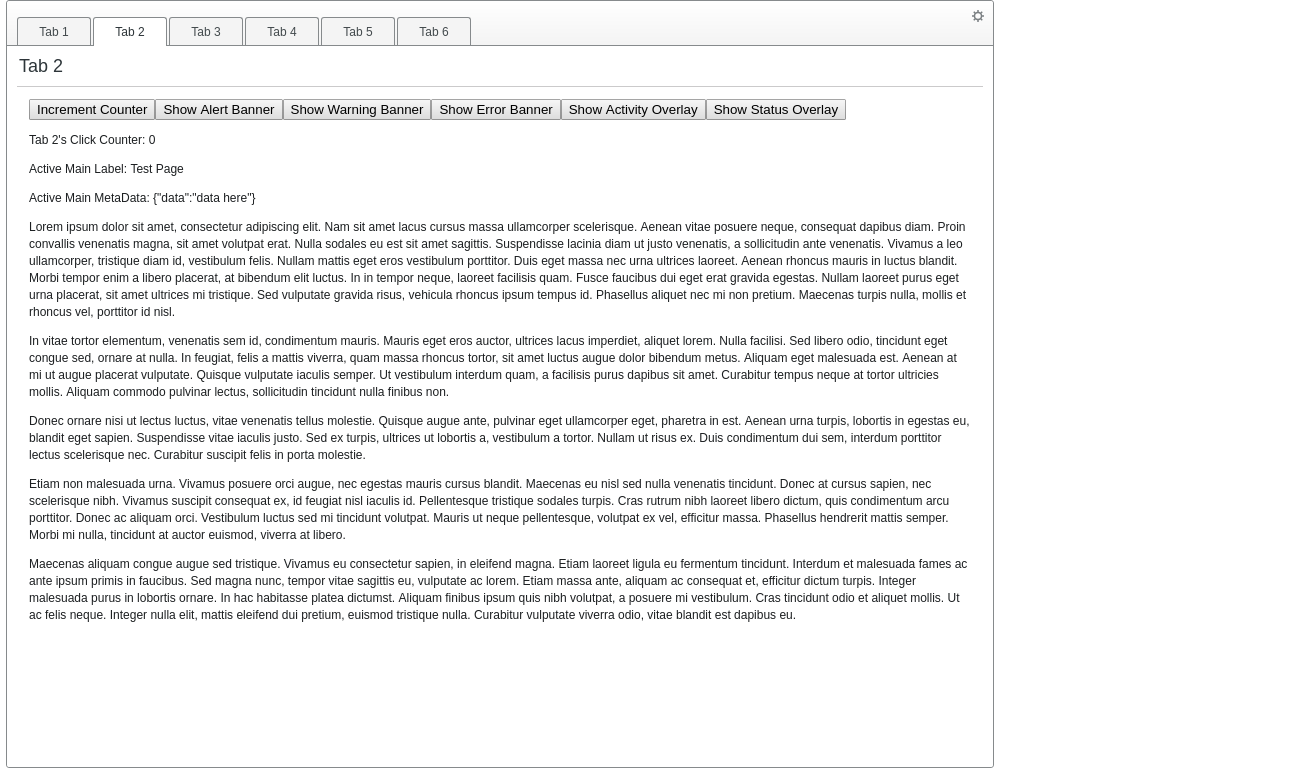 Tab 1 Tab 2 Tab 3 Tab 4 Tab 5 Tab 6
Tab 2
Increment Counter Show Alert Banner Show Warning Banner Show Error Banner Show Activity Overlay Show Status Overlay
Tab 2's Click Counter: 0
Active Main Label: Test Page
Active Main MetaData: {"data":"data here"}
Lorem ipsum dolor sit amet, consectetur adipiscing elit. Nam sit amet lacus cursus massa ullamcorper scelerisque. Aenean vitae posuere neque, consequat dapibus diam. Proin
convallis venenatis magna, sit amet volutpat erat. Nulla sodales eu est sit amet sagittis. Suspendisse lacinia diam ut justo venenatis, a sollicitudin ante venenatis. Vivamus a leo
ullamcorper, tristique diam id, vestibulum felis. Nullam mattis eget eros vestibulum porttitor. Duis eget massa nec urna ultrices laoreet. Aenean rhoncus mauris in luctus blandit.
Morbi tempor enim a libero placerat, at bibendum elit luctus. In in tempor neque, laoreet facilisis quam. Fusce faucibus dui eget erat gravida egestas. Nullam laoreet purus eget
urna placerat, sit amet ultrices mi tristique. Sed vulputate gravida risus, vehicula rhoncus ipsum tempus id. Phasellus aliquet nec mi non pretium. Maecenas turpis nulla, mollis et
rhoncus vel, porttitor id nisl.
In vitae tortor elementum, venenatis sem id, condimentum mauris. Mauris eget eros auctor, ultrices lacus imperdiet, aliquet lorem. Nulla facilisi. Sed libero odio, tincidunt eget
congue sed, ornare at nulla. In feugiat, felis a mattis viverra, quam massa rhoncus tortor, sit amet luctus augue dolor bibendum metus. Aliquam eget malesuada est. Aenean at
mi ut augue placerat vulputate. Quisque vulputate iaculis semper. Ut vestibulum interdum quam, a facilisis purus dapibus sit amet. Curabitur tempus neque at tortor ultricies
mollis. Aliquam commodo pulvinar lectus, sollicitudin tincidunt nulla finibus non.
Donec ornare nisi ut lectus luctus, vitae venenatis tellus molestie. Quisque augue ante, pulvinar eget ullamcorper eget, pharetra in est. Aenean urna turpis, lobortis in egestas eu,
blandit eget sapien. Suspendisse vitae iaculis justo. Sed ex turpis, ultrices ut lobortis a, vestibulum a tortor. Nullam ut risus ex. Duis condimentum dui sem, interdum porttitor
lectus scelerisque nec. Curabitur suscipit felis in porta molestie.
Etiam non malesuada urna. Vivamus posuere orci augue, nec egestas mauris cursus blandit. Maecenas eu nisl sed nulla venenatis tincidunt. Donec at cursus sapien, nec
scelerisque nibh. Vivamus suscipit consequat ex, id feugiat nisl iaculis id. Pellentesque tristique sodales turpis. Cras rutrum nibh laoreet libero dictum, quis condimentum arcu
porttitor. Donec ac aliquam orci. Vestibulum luctus sed mi tincidunt volutpat. Mauris ut neque pellentesque, volutpat ex vel, efficitur massa. Phasellus hendrerit mattis semper.
Morbi mi nulla, tincidunt at auctor euismod, viverra at libero.
Maecenas aliquam congue augue sed tristique. Vivamus eu consectetur sapien, in eleifend magna. Etiam laoreet ligula eu fermentum tincidunt. Interdum et malesuada fames ac
ante ipsum primis in faucibus. Sed magna nunc, tempor vitae sagittis eu, vulputate ac lorem. Etiam massa ante, aliquam ac consequat et, efficitur dictum turpis. Integer
malesuada purus in lobortis ornare. In hac habitasse platea dictumst. Aliquam finibus ipsum quis nibh volutpat, a posuere mi vestibulum. Cras tincidunt odio et aliquet mollis. Ut
ac felis neque. Integer nulla elit, mattis eleifend dui pretium, euismod tristique nulla. Curabitur vulputate viverra odio, vitae blandit est dapibus eu.